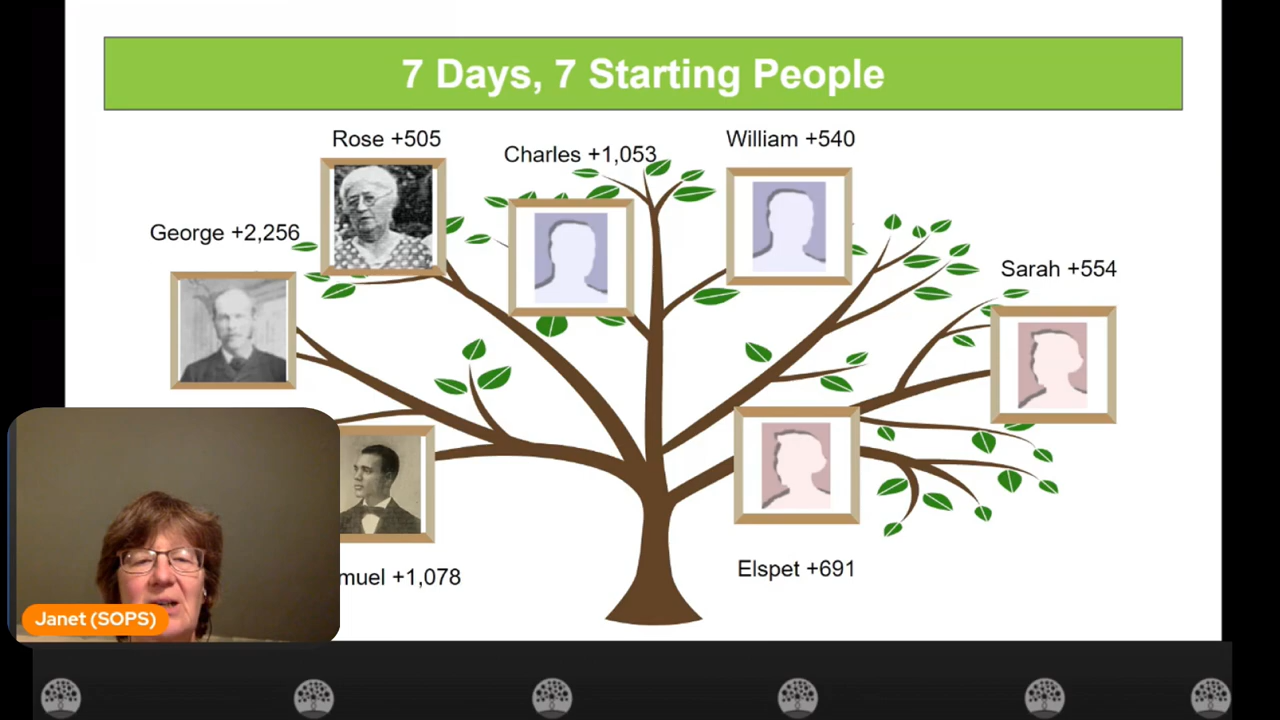 7 Days, 7 Starting People
Rose +505
Charles +1,053
William +540
George +2,256
Sarah +554
Elspet +691
muel +1,078
Janet (SOPS)